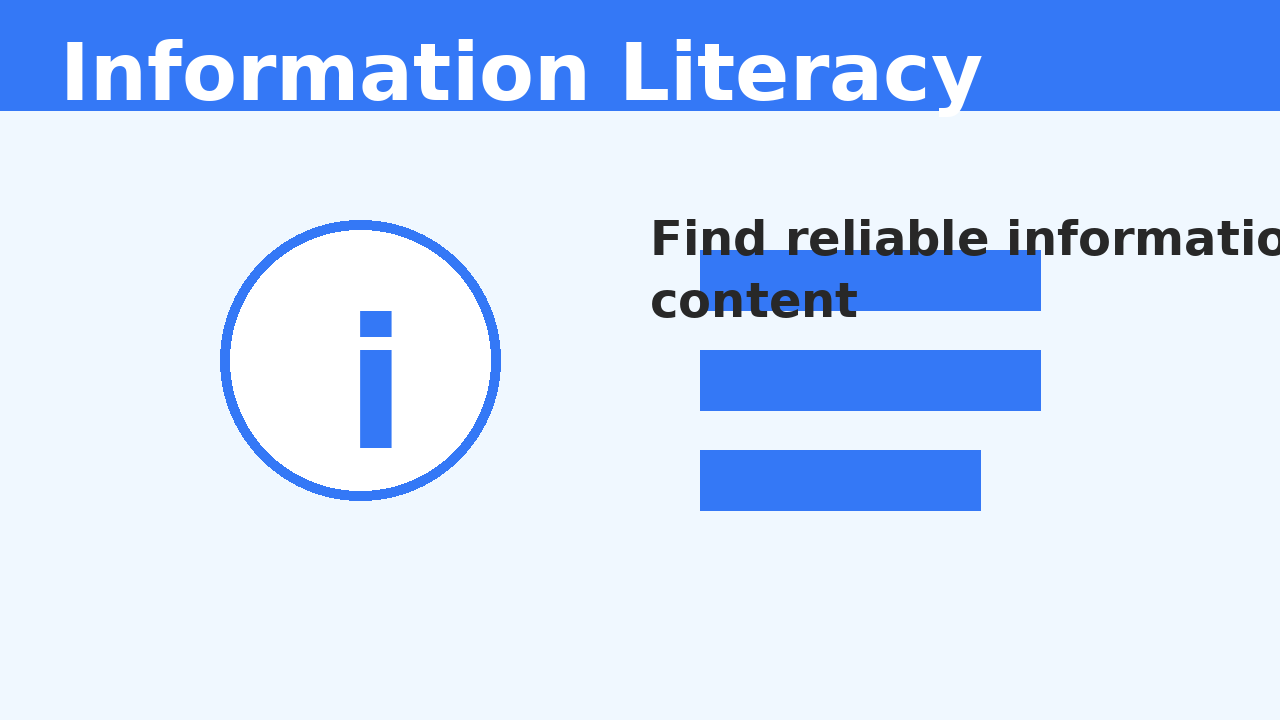 Information Literacy
Find reliable informatio
content
i